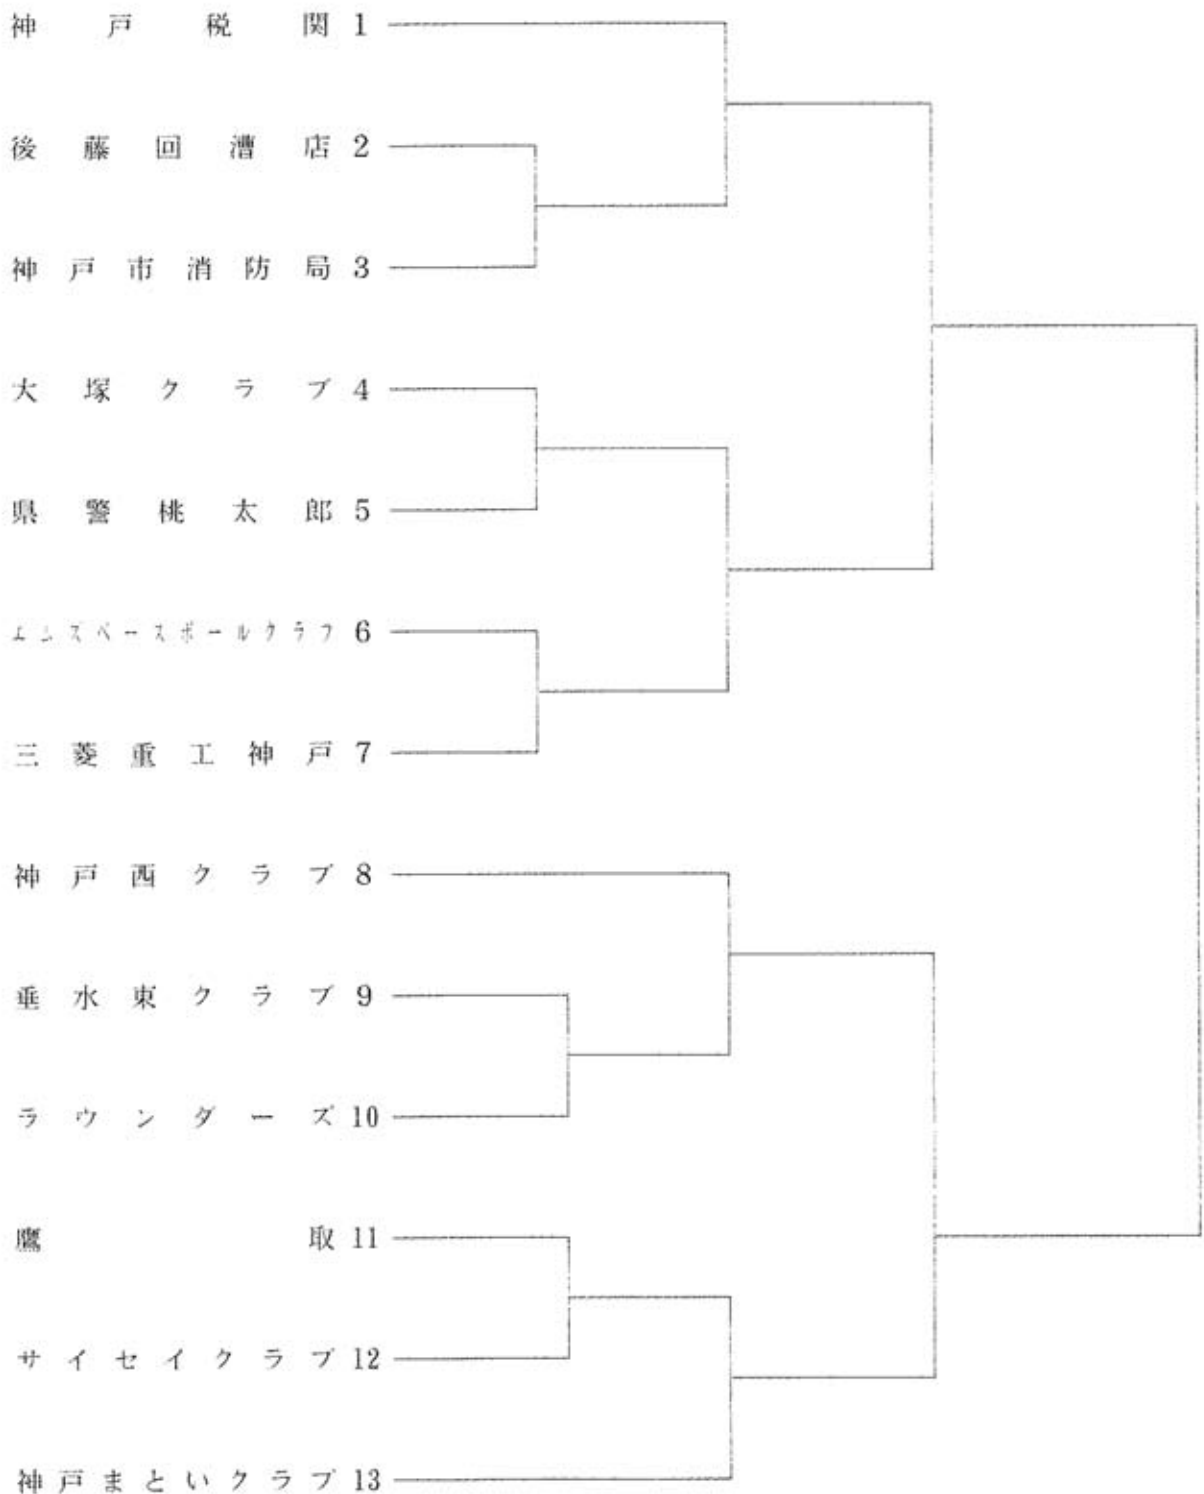 神戸税関 1
後藤回漕店 2
神戸市消防局 3
大塚クラブ 4
県警桃太郎 5
エンズベースボールクラブ 6
三菱重工神戸 7
神戸西クラブ 8
垂水東クラブ 9
ラウンダーズ 10
鷹取 11
サイセイクラブ 12
神戸まといクラブ 13